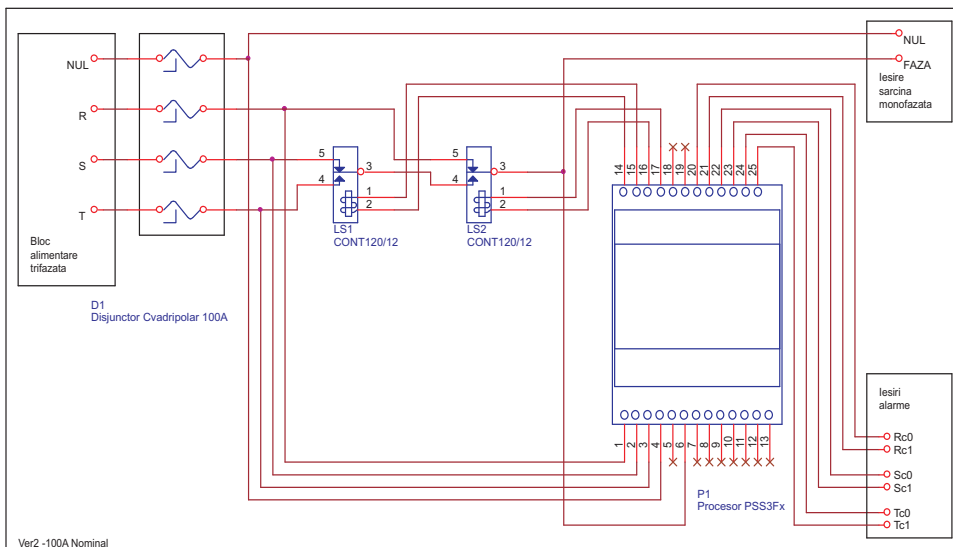 NUL
R
S
T
Bloc
alimentare
trifazata
D1
Disjunctor Cvadripolar 100A
5
4
3
1
2
LS1
CONT120/12
5
4
3
1
2
LS2
CONT120/12
14
15
16
17
18
19
20
21
22
23
24
25
1
2
3
4
5
6
7
8
9
10
11
12
13
P1
Procesor PSS3Fx
NUL
FAZA
Iesire
sarcina
monofazata
Iesiri
alarme
Rc0
Rc1
Sc0
Sc1
Tc0
Tc1
Ver2 -100A Nominal